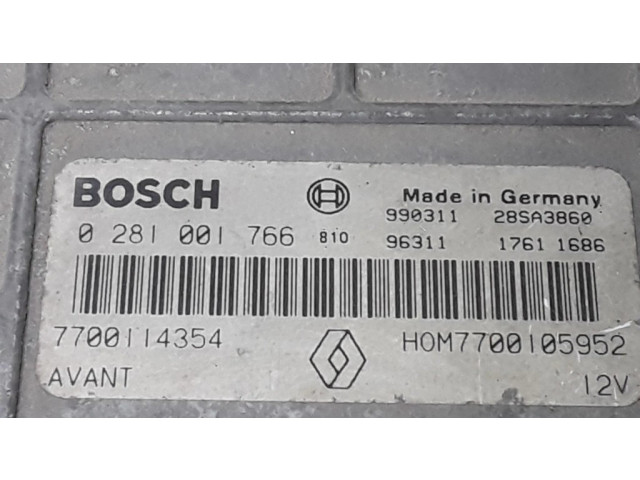 BOSCH Made in Germany
990311 28SA3860
0 281 001 766 810 96311 1761 1686
7700114354 HOM7700105952
AVANT 12V